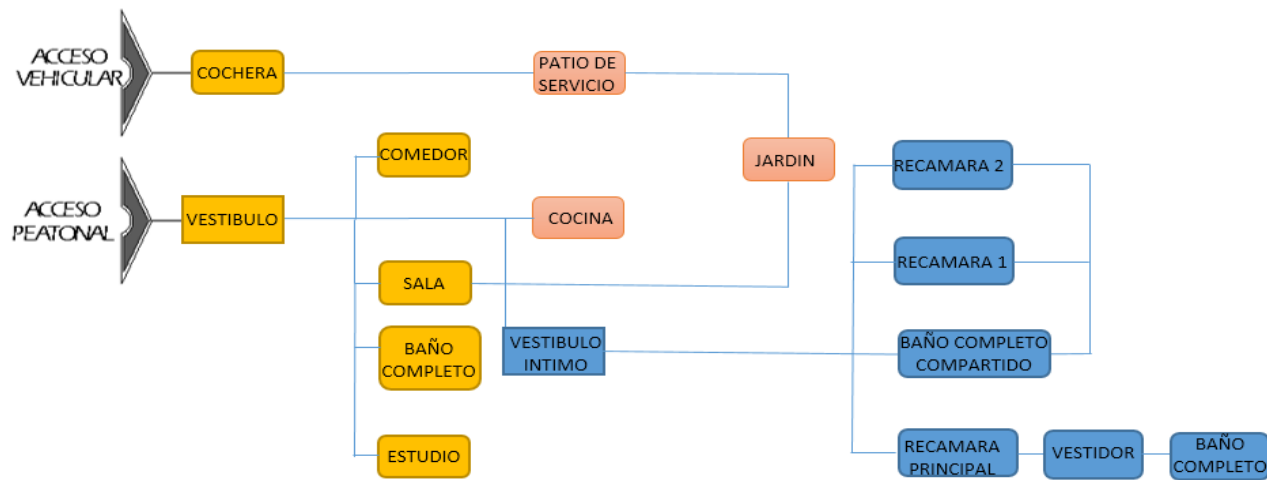 ACCESO
VEHICULAR
COCHERA
PATIO DE
SERVICIO
COMEDOR
JARDIN
RECAMARA 2
ACCESO
PEATONAL
VESTIBULO
COCINA
RECAMARA 1
SALA
BAÑO
COMPLETO
VESTIBULO
INTIMO
BAÑO COMPLETO
COMPARTIDO
ESTUDIO
RECAMARA
PRINCIPAL
VESTIDOR
BAÑO
COMPLETO